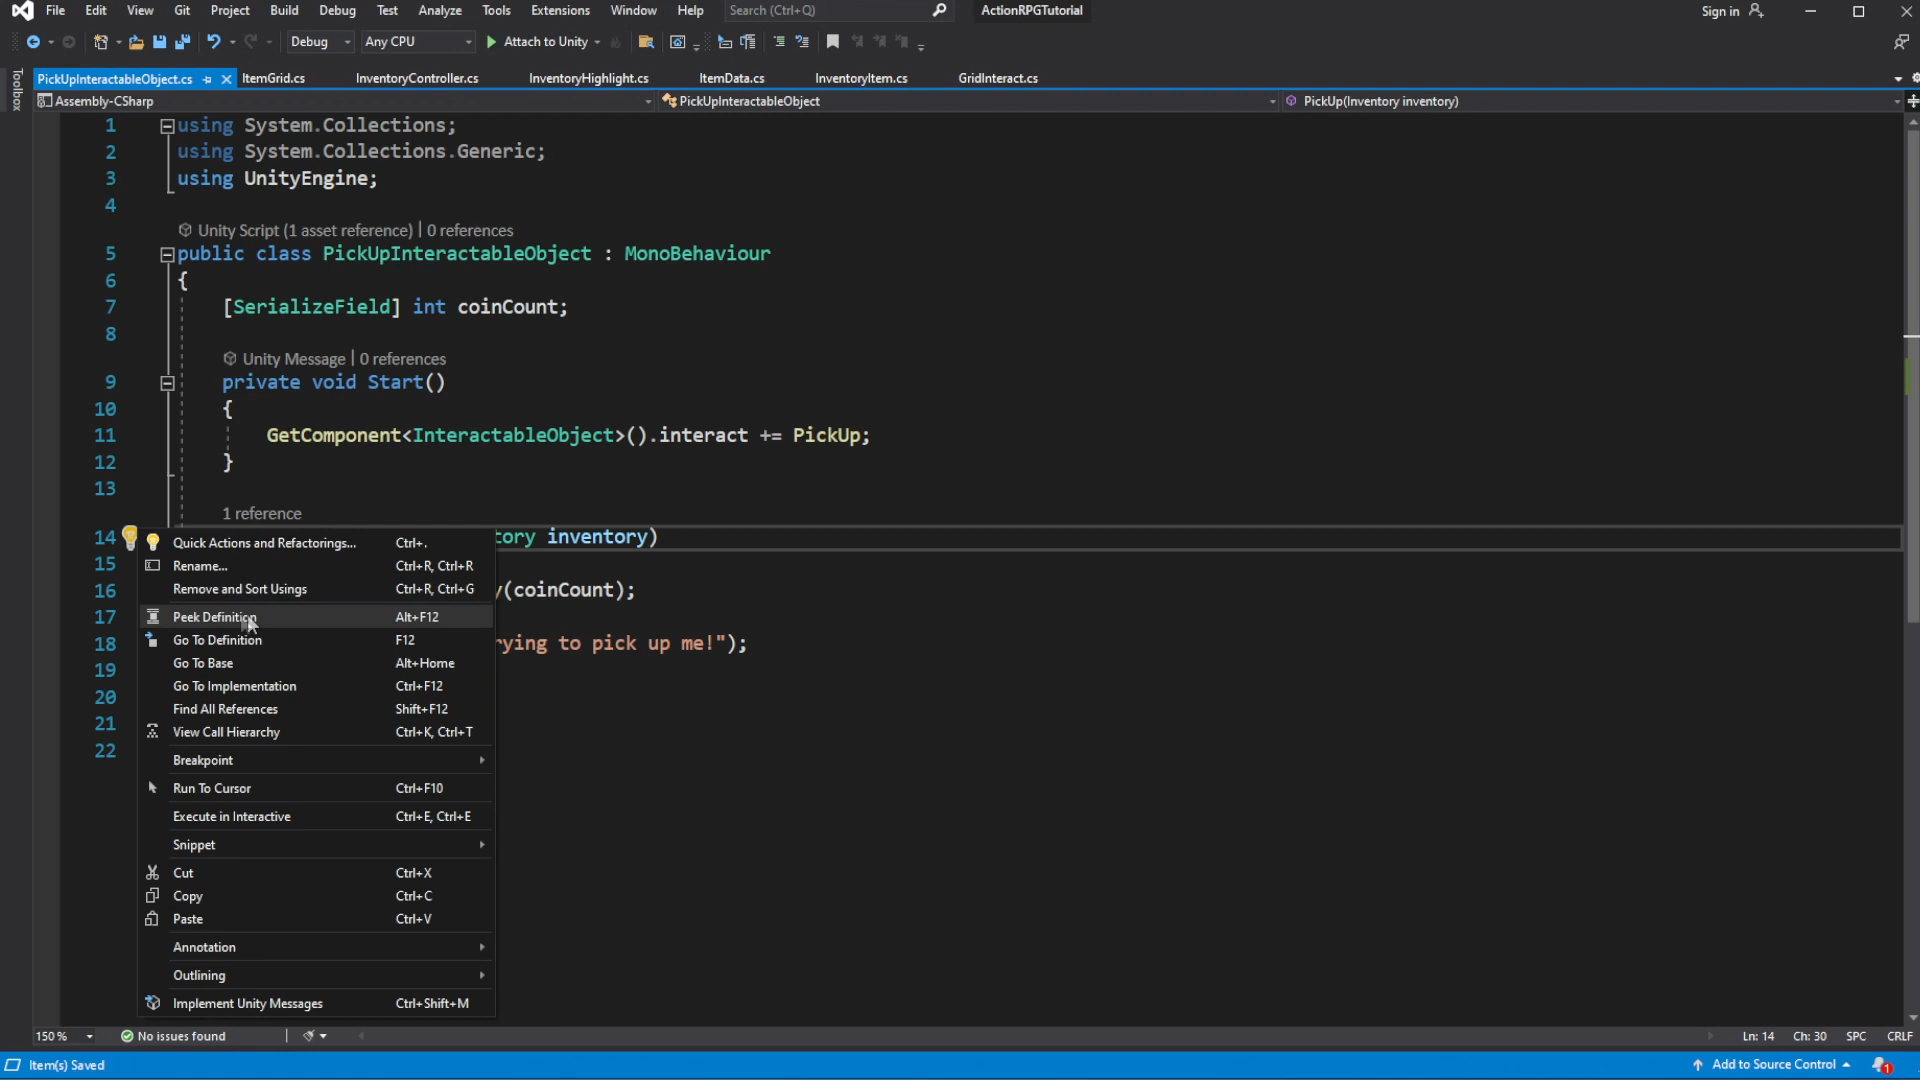 File Edit View Git Project Build Debug Test Analyze Tools Extensions Window Help Search (Ctrl+Q) ActionRPGTutorial Sign in
Debug Any CPU Attach to Unity
PickUpInteractableObject.cs ItemGrid.cs InventoryController.cs InventoryHighlight.cs ItemData.cs InventoryItem.cs GridInteract.cs
Toolbox
Assembly-CSharp PickUpInteractableObject PickUp(Inventory inventory)
1 using System.Collections;
2 using System.Collections.Generic;
3 using UnityEngine;
4
Unity Script (1 asset reference) | 0 references
5 public class PickUpInteractableObject : MonoBehaviour
6 {
7 [SerializeField] int coinCount;
8
Unity Message | 0 references
9 private void Start()
10 {
11 GetComponent<InteractableObject>().interact += PickUp;
12 }
13
1 reference
14 tory inventory)
15
16 y(coinCount);
17
18 rying to pick up me!");
19
20
21
22
Quick Actions and Refactorings... Ctrl+.
Rename... Ctrl+R, Ctrl+R
Remove and Sort Usings Ctrl+R, Ctrl+G
Peek Definition Alt+F12
Go To Definition F12
Go To Base Alt+Home
Go To Implementation Ctrl+F12
Find All References Shift+F12
View Call Hierarchy Ctrl+K, Ctrl+T
Breakpoint
Run To Cursor Ctrl+F10
Execute in Interactive Ctrl+E, Ctrl+E
Snippet
Cut Ctrl+X
Copy Ctrl+C
Paste Ctrl+V
Annotation
Outlining
Implement Unity Messages Ctrl+Shift+M
150 % No issues found Ln: 14 Ch: 30 SPC CRLF
Item(s) Saved Add to Source Control 1